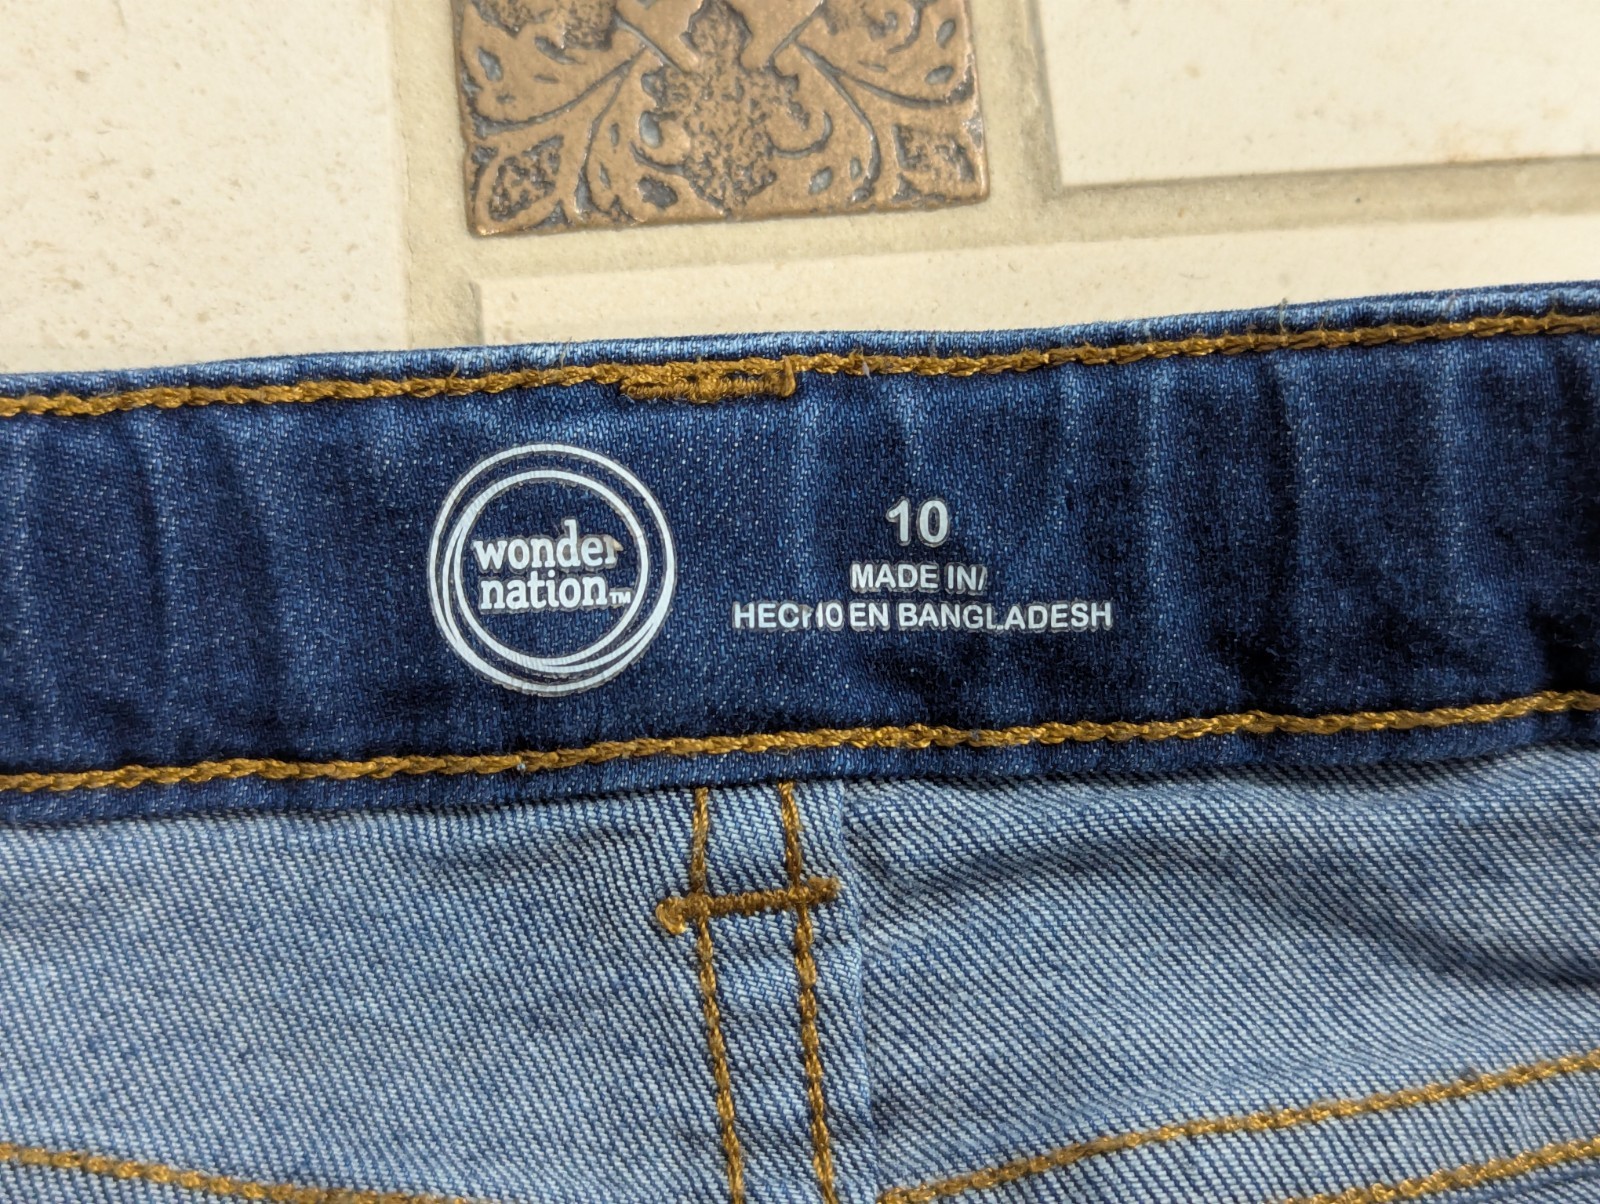 wonder
nation™
10
MADE IN/
HECHO EN BANGLADESH